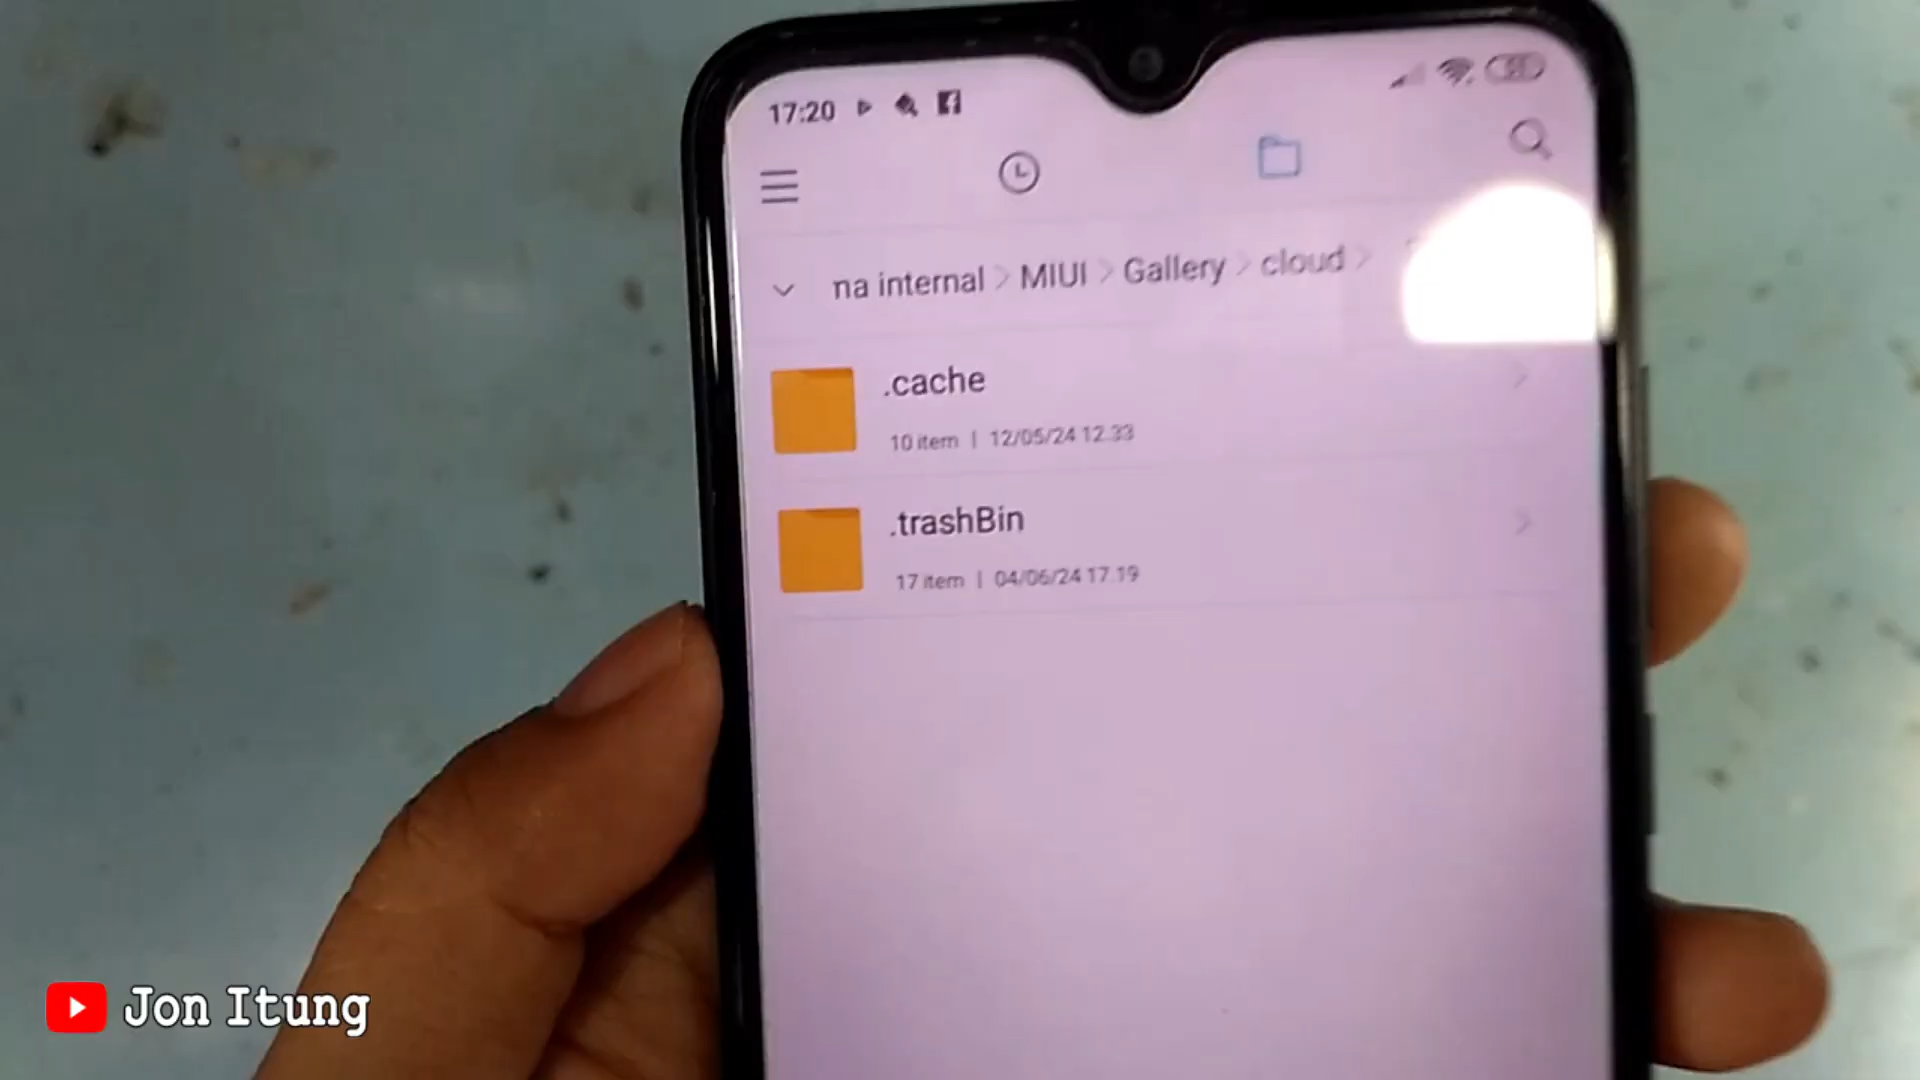 17:20
na internal > MIUI > Gallery > cloud >
.cache
10 item | 12/05/24 12.33
.trashBin
17 item | 04/06/24 17.19
Jon Itung